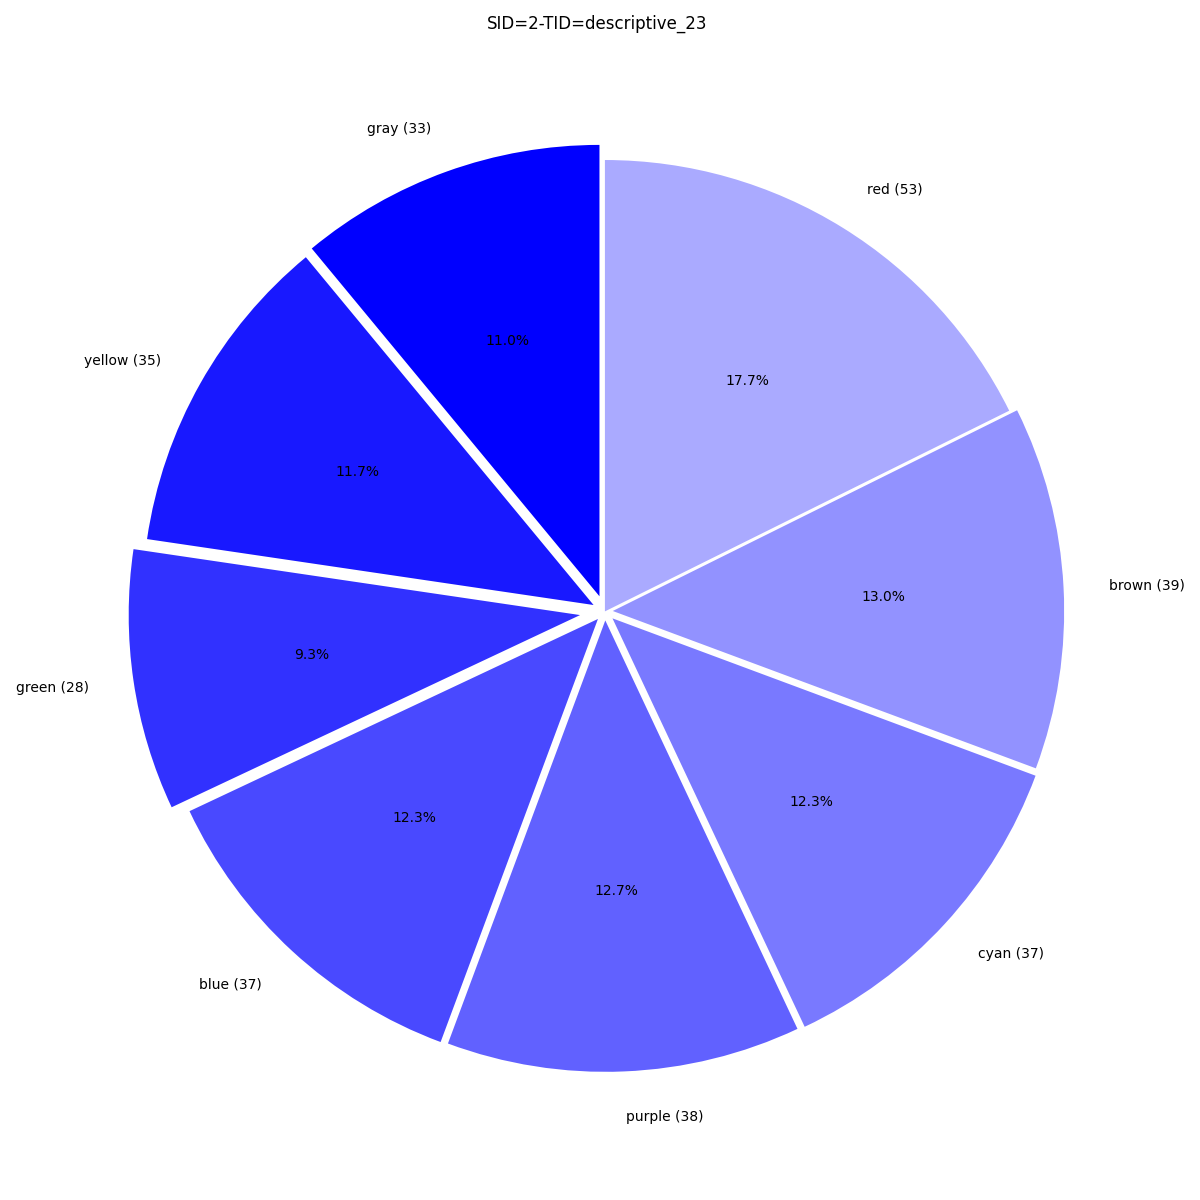 SID=2-TID=descriptive_23
gray (33)
red (53)
11.0%
yellow (35)
17.7%
11.7%
brown (39)
13.0%
9.3%
green (28)
12.3%
12.3%
12.7%
cyan (37)
blue (37)
purple (38)